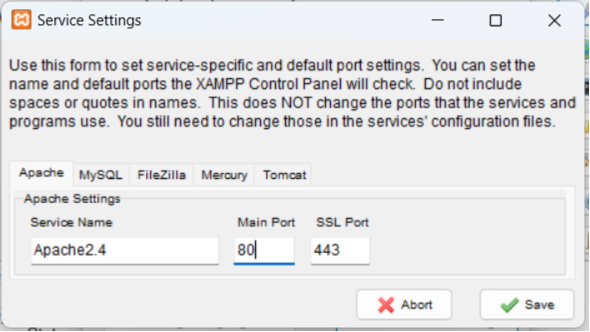 Service Settings
Use this form to set service-specific and default port settings.  You can set the
name and default ports the XAMPP Control Panel will check.  Do not include
spaces or quotes in names.  This does NOT change the ports that the services and
programs use.  You still need to change those in the services' configuration files.
Apache MySQL FileZilla Mercury Tomcat
Apache Settings
Service Name Main Port SSL Port
Apache2.4 80 443
Abort Save